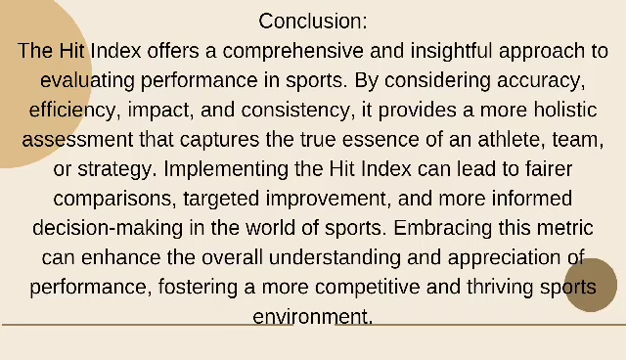 Conclusion:
The Hit Index offers a comprehensive and insightful approach to
evaluating performance in sports. By considering accuracy,
efficiency, impact, and consistency, it provides a more holistic
assessment that captures the true essence of an athlete, team,
or strategy. Implementing the Hit Index can lead to fairer
comparisons, targeted improvement, and more informed
decision-making in the world of sports. Embracing this metric
can enhance the overall understanding and appreciation of
performance, fostering a more competitive and thriving sports
environment.